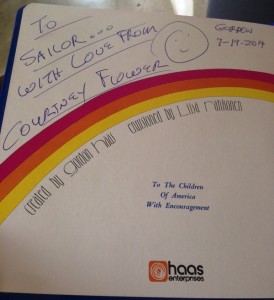 TO
SAILOR...
WITH LOVE FROM
COURTNEY FLOWER
GORDON
7-19-2014
created by Gordon Haas
To The Children
Of America
With Encouragement
haas
enterprises